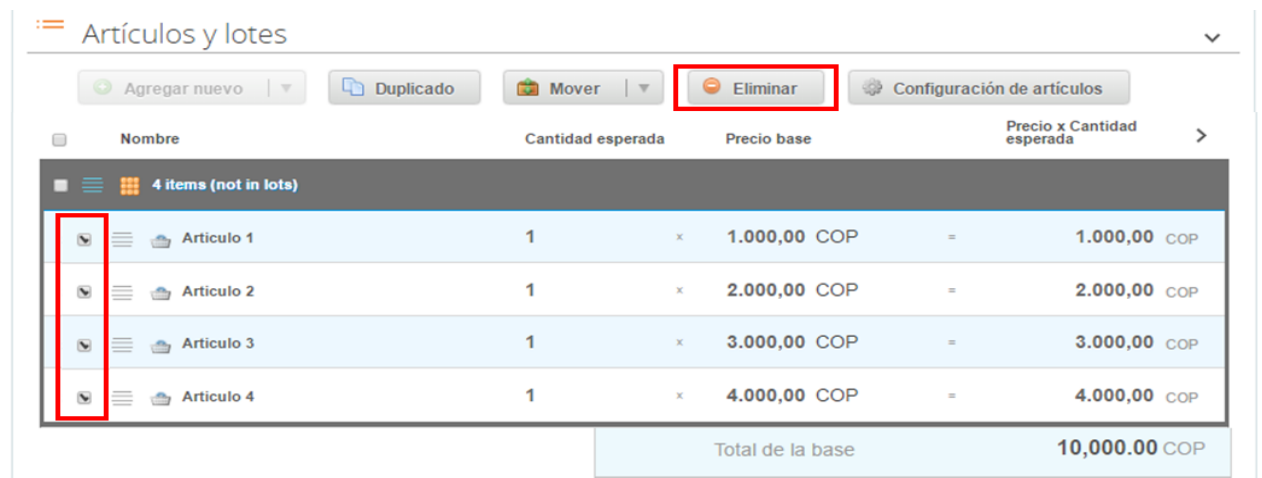 Artículos y lotes
Agregar nuevo Duplicado Mover Eliminar Configuración de artículos
Nombre Cantidad esperada Precio base Precio x Cantidad esperada >
4 items (not in lots)
Articulo 1 1 x 1.000,00 COP = 1.000,00 COP
Articulo 2 1 x 2.000,00 COP = 2.000,00 COP
Articulo 3 1 x 3.000,00 COP = 3.000,00 COP
Articulo 4 1 x 4.000,00 COP = 4.000,00 COP
Total de la base 10,000.00 COP